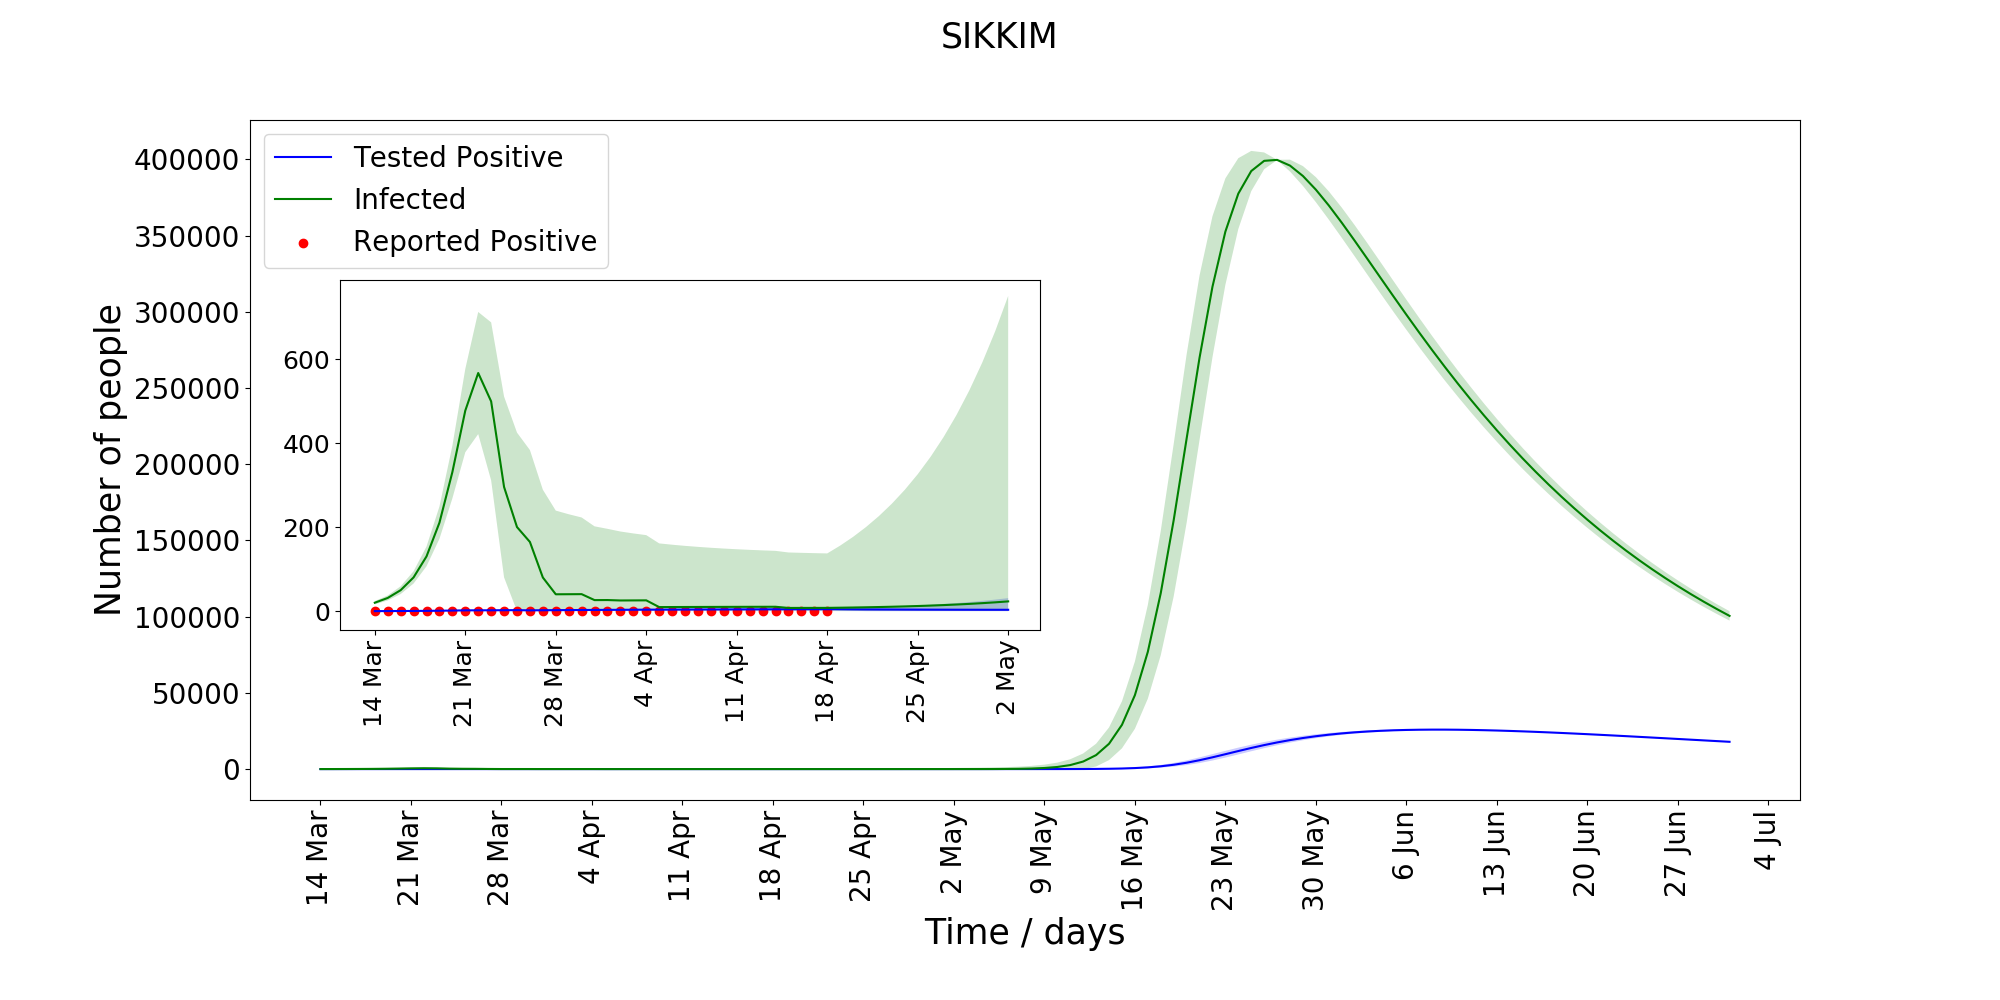 SIKKIM
Tested Positive
Infected
Reported Positive
Number of people
400000
350000
300000
250000
200000
150000
100000
50000
0
600
400
200
0
14 Mar
21 Mar
28 Mar
4 Apr
11 Apr
18 Apr
25 Apr
2 May
14 Mar
21 Mar
28 Mar
4 Apr
11 Apr
18 Apr
25 Apr
2 May
9 May
16 May
23 May
30 May
6 Jun
13 Jun
20 Jun
27 Jun
4 Jul
Time / days